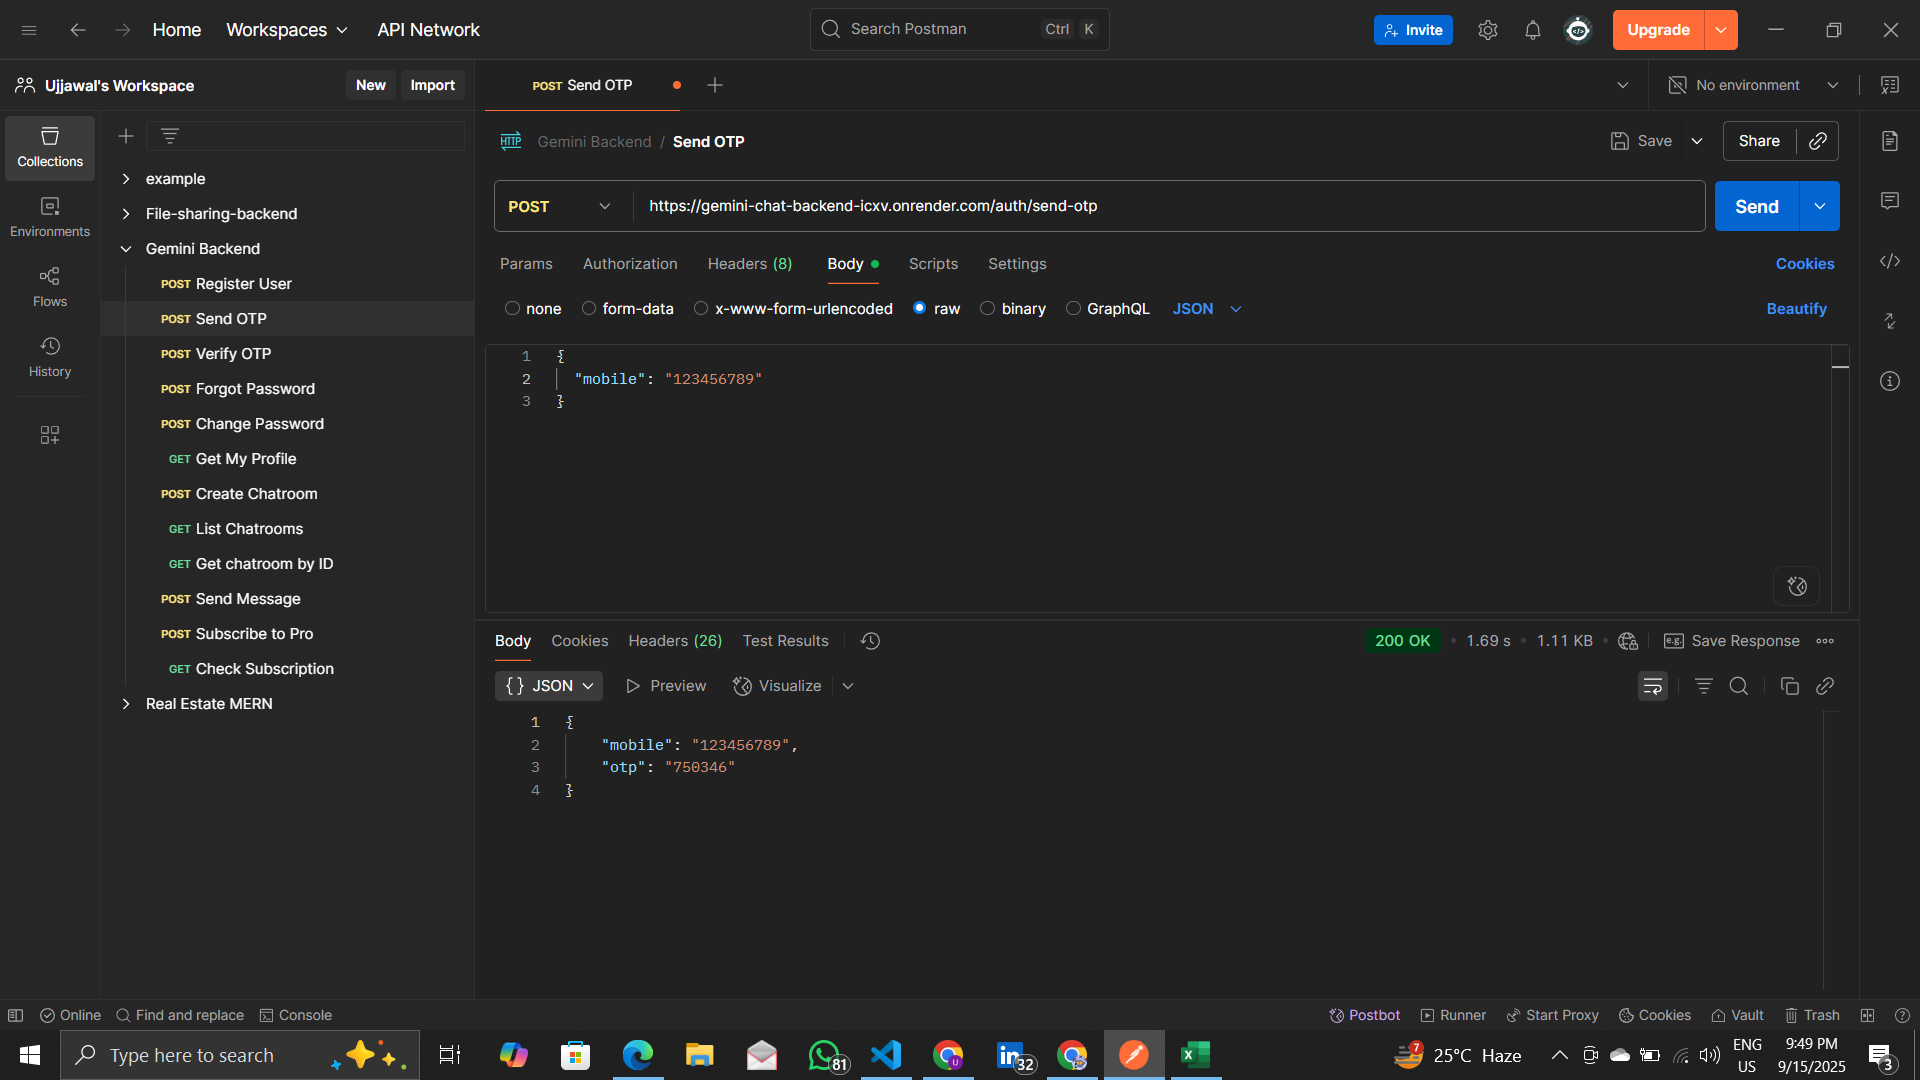 Home
Workspaces
API Network
Search Postman
Ctrl K
Invite
Upgrade
Ujjawal's Workspace
New
Import
POST Send OTP
No environment
Collections
Environments
Flows
History
example
File-sharing-backend
Gemini Backend
POST Register User
POST Send OTP
POST Verify OTP
POST Forgot Password
POST Change Password
GET Get My Profile
POST Create Chatroom
GET List Chatrooms
GET Get chatroom by ID
POST Send Message
POST Subscribe to Pro
GET Check Subscription
Real Estate MERN
HTTP Gemini Backend / Send OTP
Save
Share
POST https://gemini-chat-backend-icxv.onrender.com/auth/send-otp
Send
Params Authorization Headers (8) Body Scripts Settings
Cookies
none form-data x-www-form-urlencoded raw binary GraphQL JSON
Beautify
1 {
2 "mobile": "123456789"
3 }
Body Cookies Headers (26) Test Results
200 OK • 1.69 s • 1.11 KB
e.g. Save Response
{} JSON Preview Visualize
1 {
2 "mobile": "123456789",
3 "otp": "750346"
4 }
Online Find and replace Console
Postbot Runner Start Proxy Cookies Vault Trash
Type here to search
81
32
7
25°C Haze
ENG
US
9:49 PM
9/15/2025
3